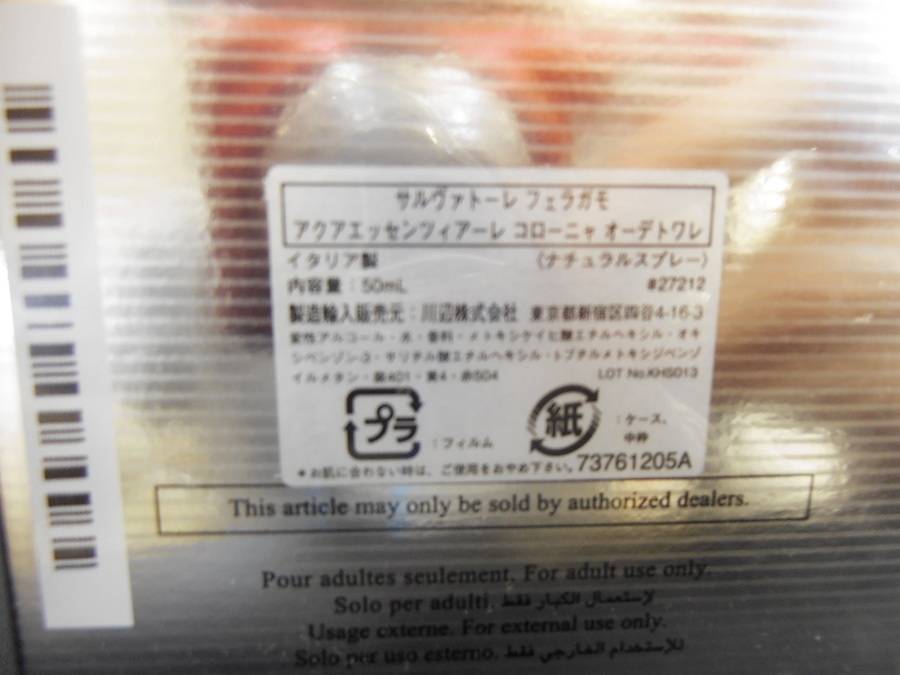 サルヴァトーレ フェラガモ
アクアエッセンツィアーレ コローニャ オーデトワレ
イタリア製 (ナチュラルスプレー)
内容量：50mL #27212
製造輸入販売元：川辺株式会社 東京都新宿区四谷4-16-3
変性アルコール・水・香料・メトキシケイヒ酸エチルヘキシル・オキ
シベンゾン-3・サリチル酸エチルヘキシル・t-ブチルメトキシジベンゾ
イルメタン・ 401・黄4・赤504 LOT No.KHS013
プラ ：フィルム 紙 ：ケース、
中枠
*お肌に合わない時は、ご使用をおやめ下さい。 73761205A
This article may only be sold by authorized dealers.
Pour adultes seulement. For adult use only.
Solo per adulti. لإستعمال الكبار فقط
Usage externe. For external use only.
Solo per uso esterno. للإستخدام الخارجي فقط